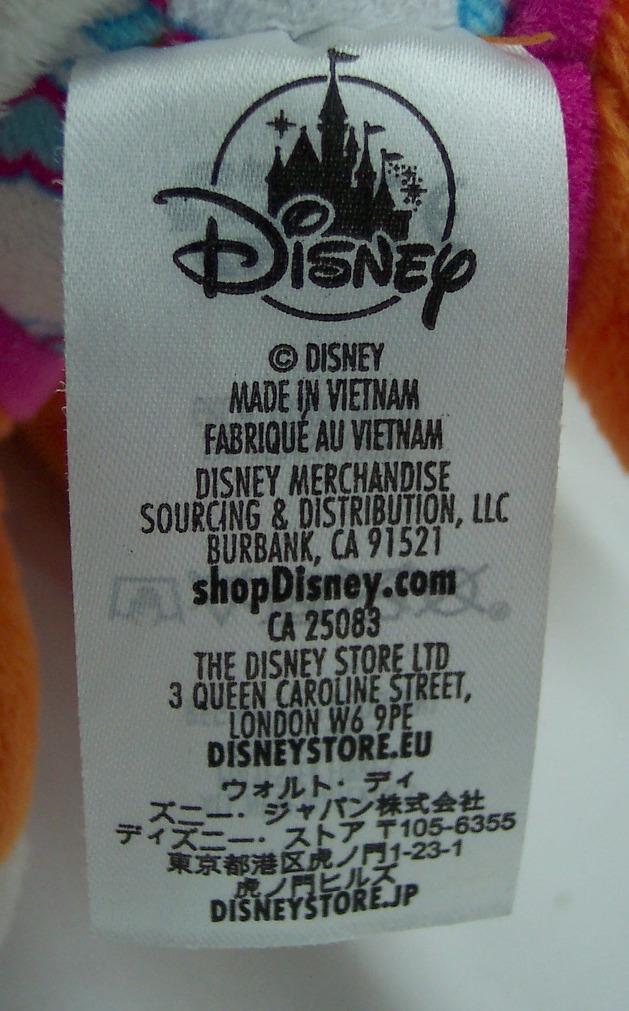 Disney
© DISNEY
MADE IN VIETNAM
FABRIQUÉ AU VIETNAM
DISNEY MERCHANDISE
SOURCING & DISTRIBUTION, LLC
BURBANK, CA 91521
shopDisney.com
CA 25083
THE DISNEY STORE LTD
3 QUEEN CAROLINE STREET,
LONDON W6 9PE
DISNEYSTORE.EU
ウォルト・ディ
ズニー・ジャパン株式会社
ディズニー・ストア 〒105-6355
東京都港区虎ノ門1-23-1
虎ノ門ヒルズ
DISNEYSTORE.JP